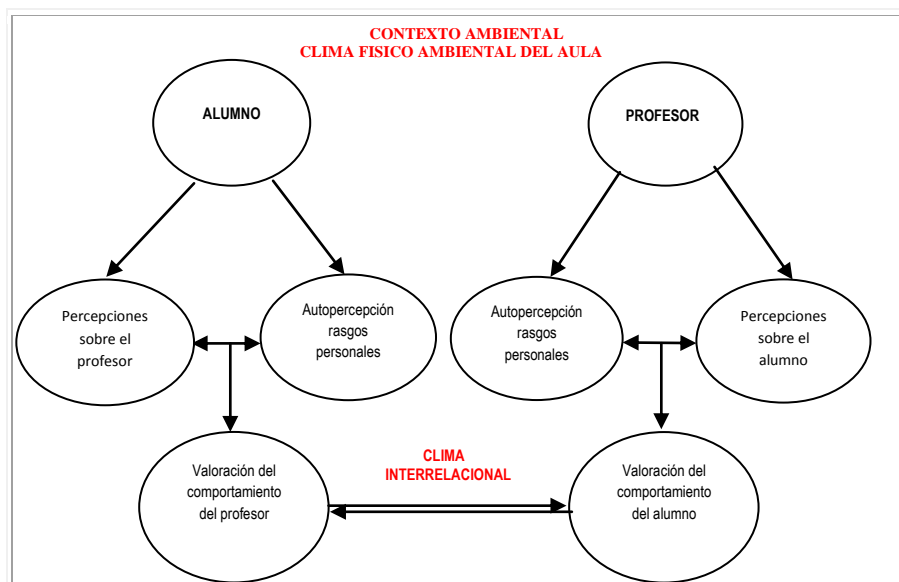 CONTEXTO AMBIENTAL
CLIMA FISICO AMBIENTAL DEL AULA
ALUMNO
PROFESOR
Percepciones
sobre el
profesor
Autopercepción
rasgos
personales
Autopercepción
rasgos
personales
Percepciones
sobre el
alumno
Valoración del
comportamiento
del profesor
CLIMA
INTERRELACIONAL
Valoración del
comportamiento
del alumno